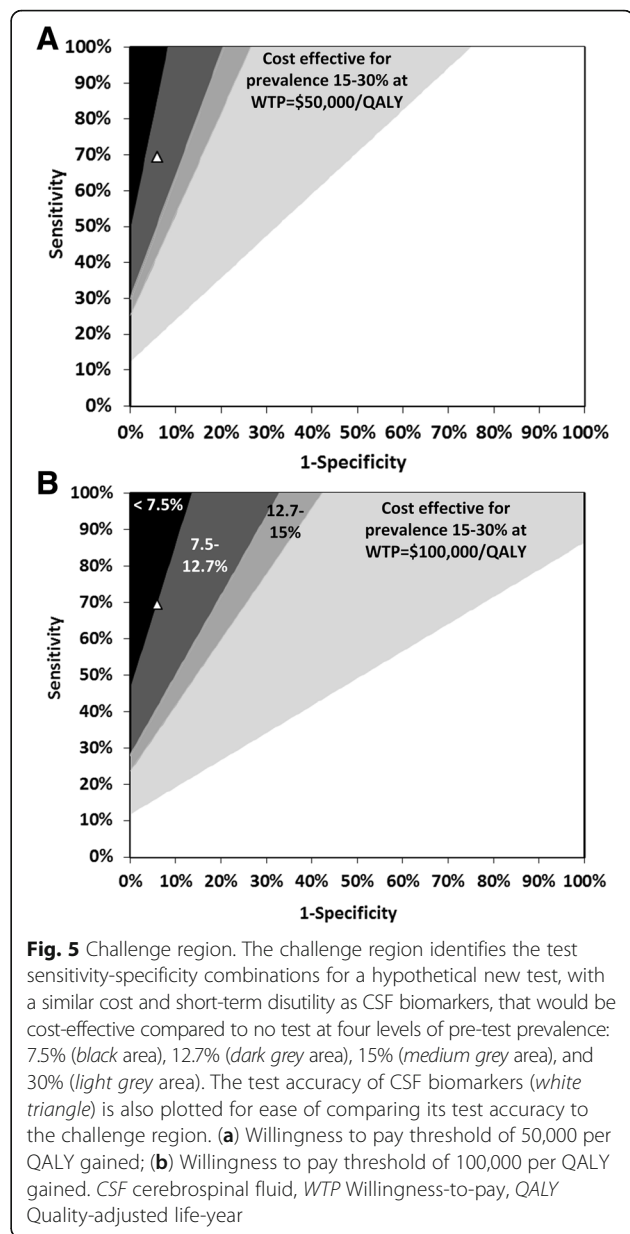 A
100%
90%
80%
70%
60%
50%
40%
30%
20%
10%
0%
Sensitivity
Cost effective for
prevalence 15-30% at
WTP=$50,000/QALY
0% 10% 20% 30% 40% 50% 60% 70% 80% 90% 100%
1-Specificity
B
100%
90%
80%
70%
60%
50%
40%
30%
20%
10%
0%
Sensitivity
< 7.5%
7.5-
12.7%
12.7-
15%
Cost effective for
prevalence 15-30% at
WTP=$100,000/QALY
0% 10% 20% 30% 40% 50% 60% 70% 80% 90% 100%
1-Specificity
Fig. 5 Challenge region. The challenge region identifies the test
sensitivity-specificity combinations for a hypothetical new test, with
a similar cost and short-term disutility as CSF biomarkers, that would be
cost-effective compared to no test at four levels of pre-test prevalence:
7.5% (black area), 12.7% (dark grey area), 15% (medium grey area), and
30% (light grey area). The test accuracy of CSF biomarkers (white
triangle) is also plotted for ease of comparing its test accuracy to
the challenge region. (a) Willingness to pay threshold of 50,000 per
QALY gained; (b) Willingness to pay threshold of 100,000 per QALY
gained. CSF cerebrospinal fluid, WTP Willingness-to-pay, QALY
Quality-adjusted life-year